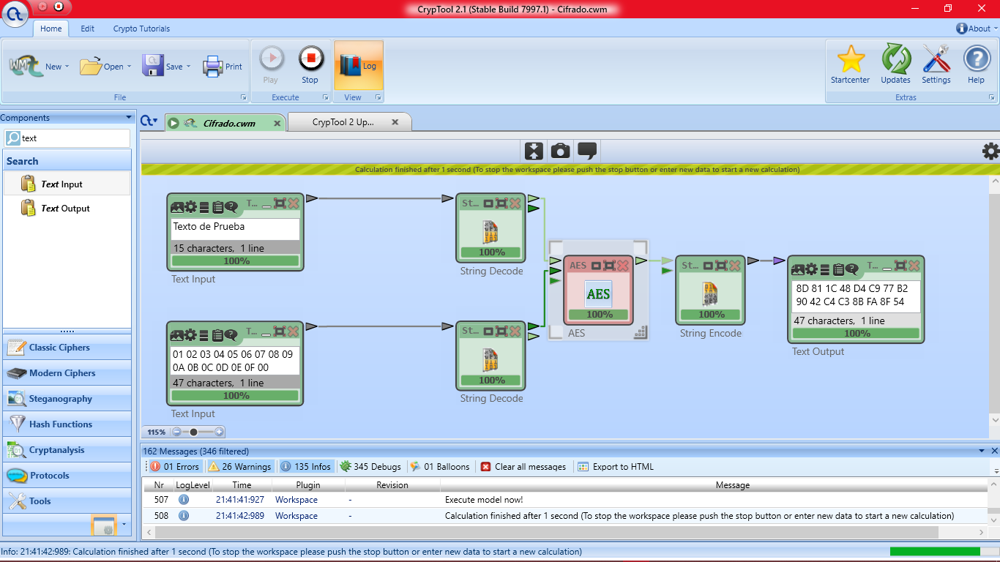 CrypTool 2.1 (Stable Build 7997.1) - Cifrado.cwm
Home Edit Crypto Tutorials About
New Open Save Print Play Stop Log Startcenter Updates Settings Help
File Execute View Extras
Components
text
Search
Text Input
Text Output
Classic Ciphers
Modern Ciphers
Steganography
Hash Functions
Cryptanalysis
Protocols
Tools
Cifrado.cwm CrypTool 2 Up...
Calculation finished after 1 second (To stop the workspace please push the stop button or enter new data to start a new calculation)
T...
Texto de Prueba
15 characters, 1 line
100%
Text Input
St...
100%
String Decode
T...
01 02 03 04 05 06 07 08 09
0A 0B 0C 0D 0E 0F 00
47 characters, 1 line
100%
Text Input
St...
100%
String Decode
AES
AES
100%
AES
St...
100%
String Encode
T...
8D 81 1C 48 D4 C9 77 B2
90 42 C4 C3 8B FA 8F 54
47 characters, 1 line
100%
Text Output
115%
162 Messages (346 filtered)
01 Errors 26 Warnings 135 Infos 345 Debugs 01 Balloons Clear all messages Export to HTML
Nr LogLevel Time Plugin Revision Message
507 21:41:41:927 Workspace - Execute model now!
508 21:41:42:989 Workspace - Calculation finished after 1 second (To stop the workspace please push the stop button or enter new data to start a new calculation)
Info: 21:41:42:989: Calculation finished after 1 second (To stop the workspace please push the stop button or enter new data to start a new calculation)